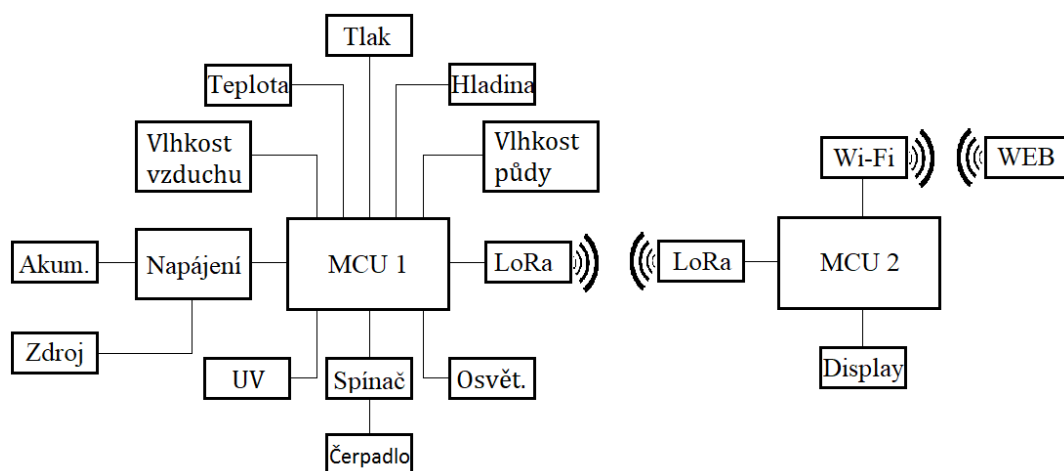 Tlak
Teplota
Hladina
Vlhkost
vzduchu
Vlhkost
půdy
Wi-Fi
WEB
Akum.
Napájení
MCU 1
LoRa
LoRa
MCU 2
Zdroj
UV
Spínač
Osvět.
Display
Čerpadlo